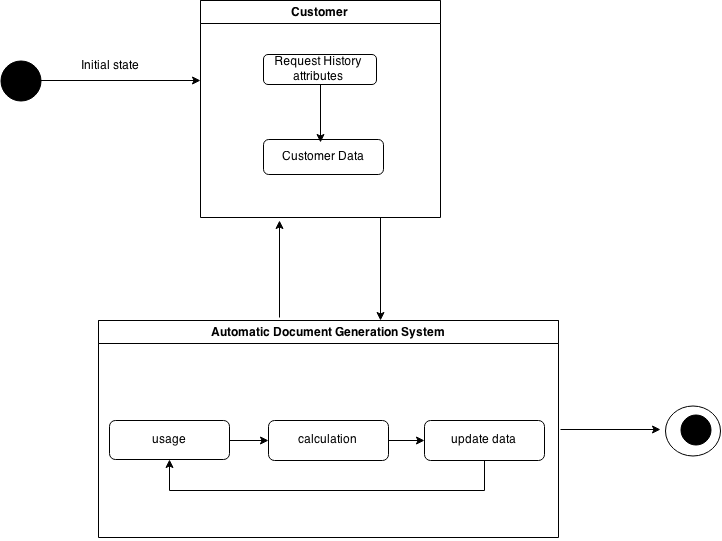 Customer
Initial state
Request History
attributes
Customer Data
Automatic Document Generation System
usage
calculation
update data